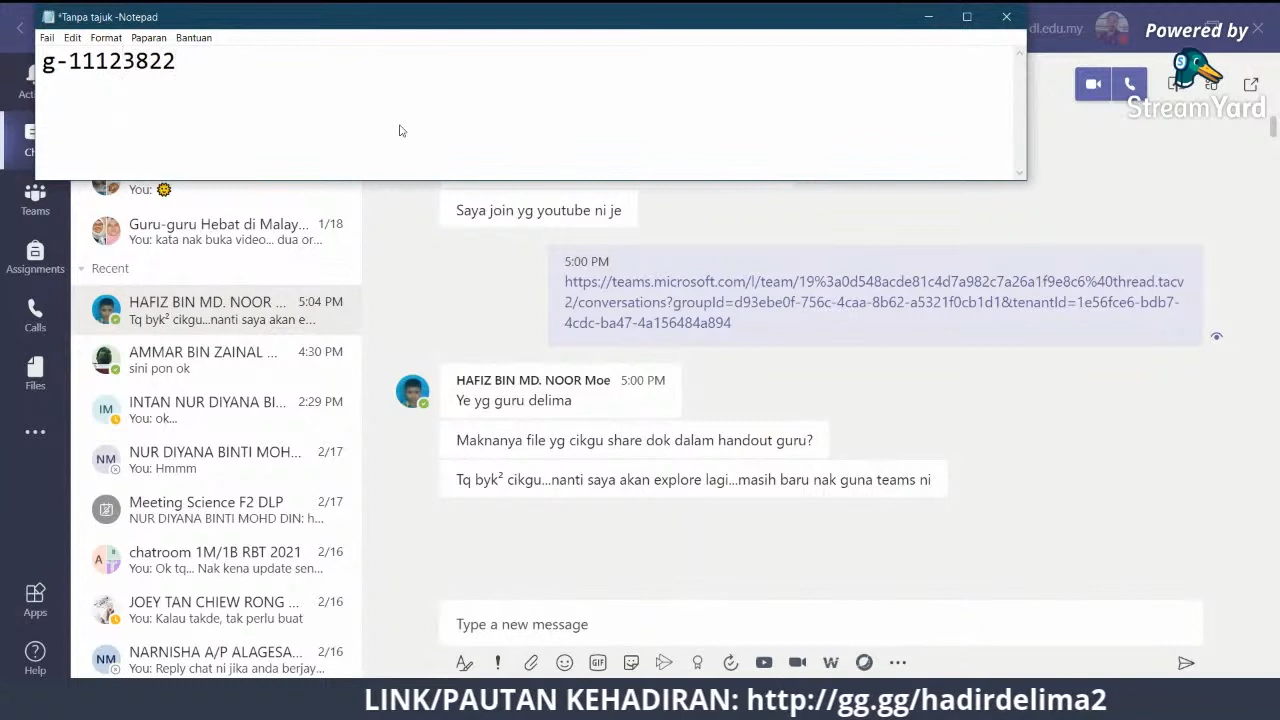 *Tanpa tajuk -Notepad
Fail Edit Format Paparan Bantuan
g-11123822
dl.edu.my
Powered by
StreamYard
Teams
Assignments
Calls
Files
Apps
Help
You: 🌞
Guru-guru Hebat di Malay... 1/18
You: kata nak buka video... dua or...
Recent
HAFIZ BIN MD. NOOR ... 5:04 PM
Tq byk² cikgu...nanti saya akan e...
AMMAR BIN ZAINAL ... 4:30 PM
sini pon ok
IM
INTAN NUR DIYANA BI... 2:29 PM
You: ok...
NM
NUR DIYANA BINTI MOH... 2/17
You: Hmmm
Meeting Science F2 DLP 2/17
NUR DIYANA BINTI MOHD DIN: h...
chatroom 1M/1B RBT 2021 2/16
You: Ok tq... Nak kena update sen...
JOEY TAN CHIEW RONG ... 2/16
You: Kalau takde, tak perlu buat
NM
NARNISHA A/P ALAGESA... 2/16
You: Reply chat ni jika anda berjay...
Saya join yg youtube ni je
5:00 PM
https://teams.microsoft.com/l/team/19%3a0d548acde81c4d7a982c7a26a1f9e8c6%40thread.tacv
2/conversations?groupId=d93ebe0f-756c-4caa-8b62-a5321f0cb1d1&tenantId=1e56fce6-bdb7-
4cdc-ba47-4a156484a894
HAFIZ BIN MD. NOOR Moe 5:00 PM
Ye yg guru delima
Maknanya file yg cikgu share dok dalam handout guru?
Tq byk² cikgu...nanti saya akan explore lagi...masih baru nak guna teams ni
Type a new message
GIF
LINK/PAUTAN KEHADIRAN: http://gg.gg/hadirdelima2